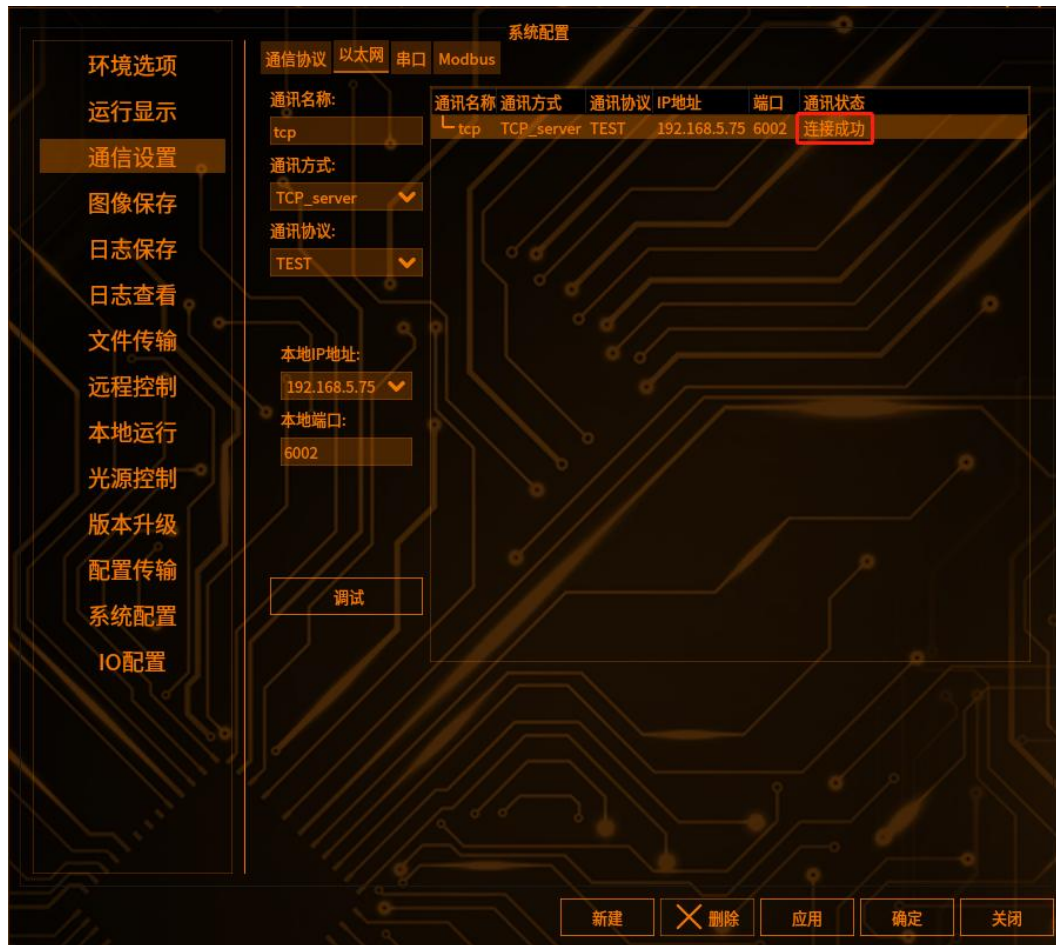 系统配置
环境选项
运行显示
通信设置
图像保存
日志保存
日志查看
文件传输
远程控制
本地运行
光源控制
版本升级
配置传输
系统配置
IO配置
通信协议 以太网 串口 Modbus
通讯名称:
tcp
通讯方式:
TCP_server
通讯协议:
TEST
本地IP地址:
192.168.5.75
本地端口:
6002
调试
通讯名称 通讯方式 通讯协议 IP地址 端口 通讯状态
tcp TCP_server TEST 192.168.5.75 6002 连接成功
新建 删除 应用 确定 关闭